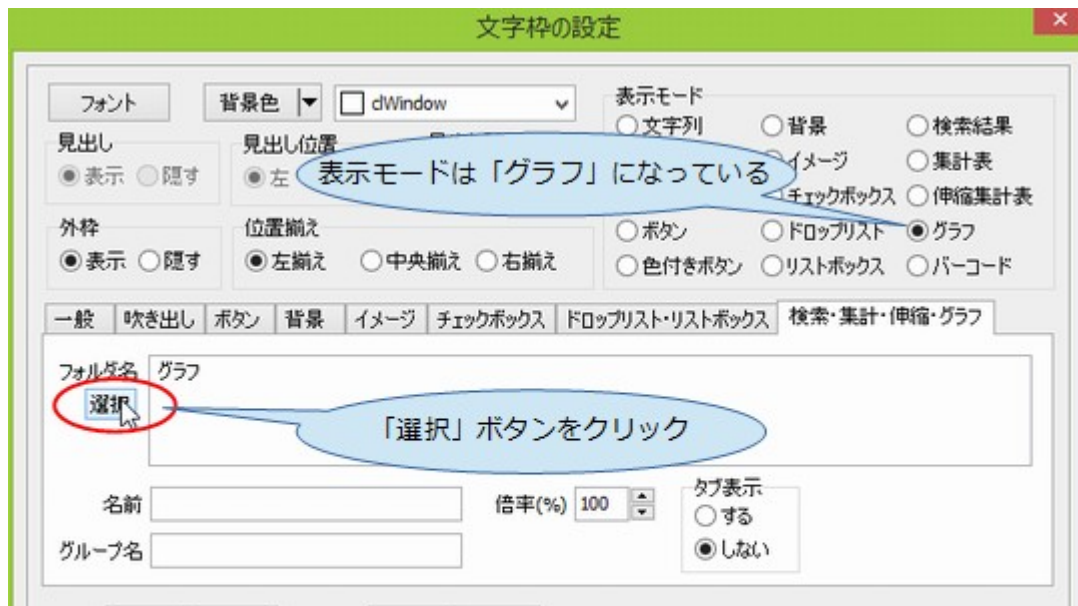 文字枠の設定
フォント 背景色 clWindow
表示モード
文字列 背景 検索結果
イメージ 集計表
チェックボックス 伸縮集計表
ボタン ドロップリスト グラフ
色付きボタン リストボックス バーコード
見出し
表示 隠す
見出し位置
左
表示モードは「グラフ」になっている
外枠
表示 隠す
位置揃え
左揃え 中央揃え 右揃え
一般 吹き出し ボタン 背景 イメージ チェックボックス ドロップリスト・リストボックス 検索・集計・伸縮・グラフ
フォルダ名 グラフ
選択
「選択」ボタンをクリック
名前 倍率(%) 100
グループ名
タブ表示
する
しない